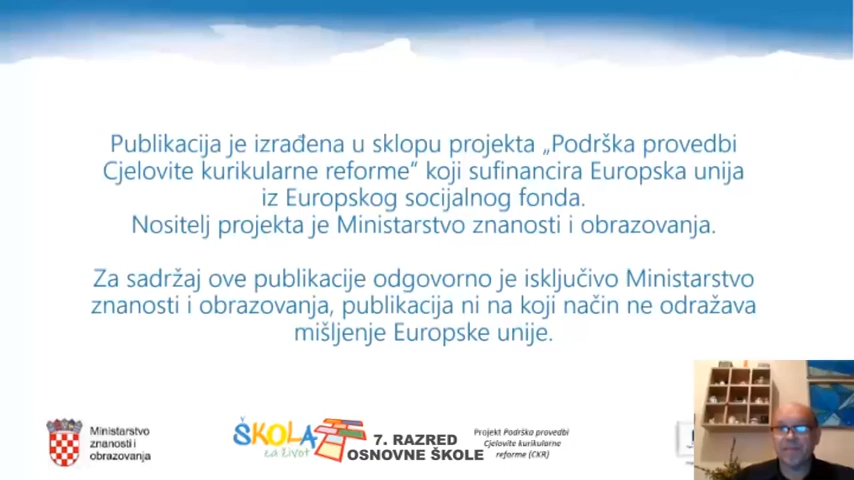 Publikacija je izrađena u sklopu projekta „Podrška provedbi
Cjelovite kurikularne reforme“ koji sufinancira Europska unija
iz Europskog socijalnog fonda.
Nositelj projekta je Ministarstvo znanosti i obrazovanja.
Za sadržaj ove publikacije odgovorno je isključivo Ministarstvo
znanosti i obrazovanja, publikacija ni na koji način ne odražava
mišljenje Europske unije.
Ministarstvo
znanosti i
obrazovanja
ŠKOLA
za život
7. RAZRED
OSNOVNE ŠKOLE
Projekt Podrška provedbi
Cjelovite kurikularne
reforme (CKR)